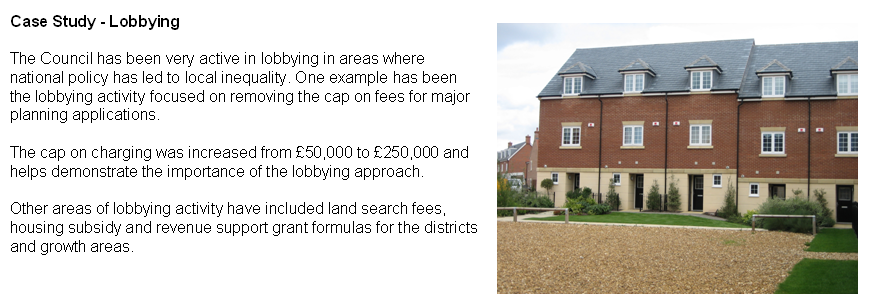 Case Study - Lobbying
The Council has been very active in lobbying in areas where
national policy has led to local inequality. One example has been
the lobbying activity focused on removing the cap on fees for major
planning applications.
The cap on charging was increased from £50,000 to £250,000 and
helps demonstrate the importance of the lobbying approach.
Other areas of lobbying activity have included land search fees,
housing subsidy and revenue support grant formulas for the districts
and growth areas.